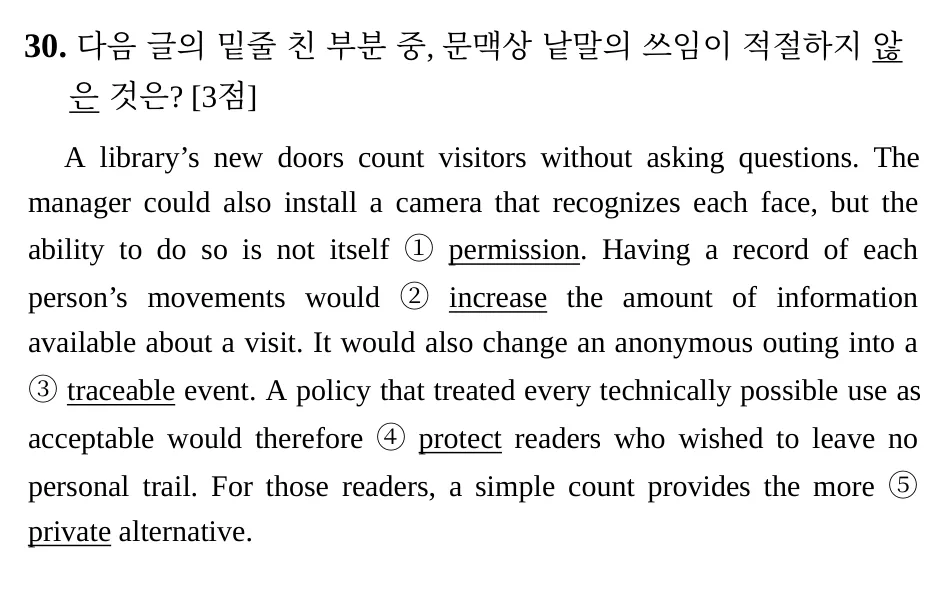 30. 다음 글의 밑줄 친 부분 중, 문맥상 낱말의 쓰임이 적절하지 않
은 것은? [3점]
A library’s new doors count visitors without asking questions. The
manager could also install a camera that recognizes each face, but the
ability to do so is not itself ① permission. Having a record of each
person’s movements would ② increase the amount of information
available about a visit. It would also change an anonymous outing into a
③ traceable event. A policy that treated every technically possible use as
acceptable would therefore ④ protect readers who wished to leave no
personal trail. For those readers, a simple count provides the more ⑤
private alternative.